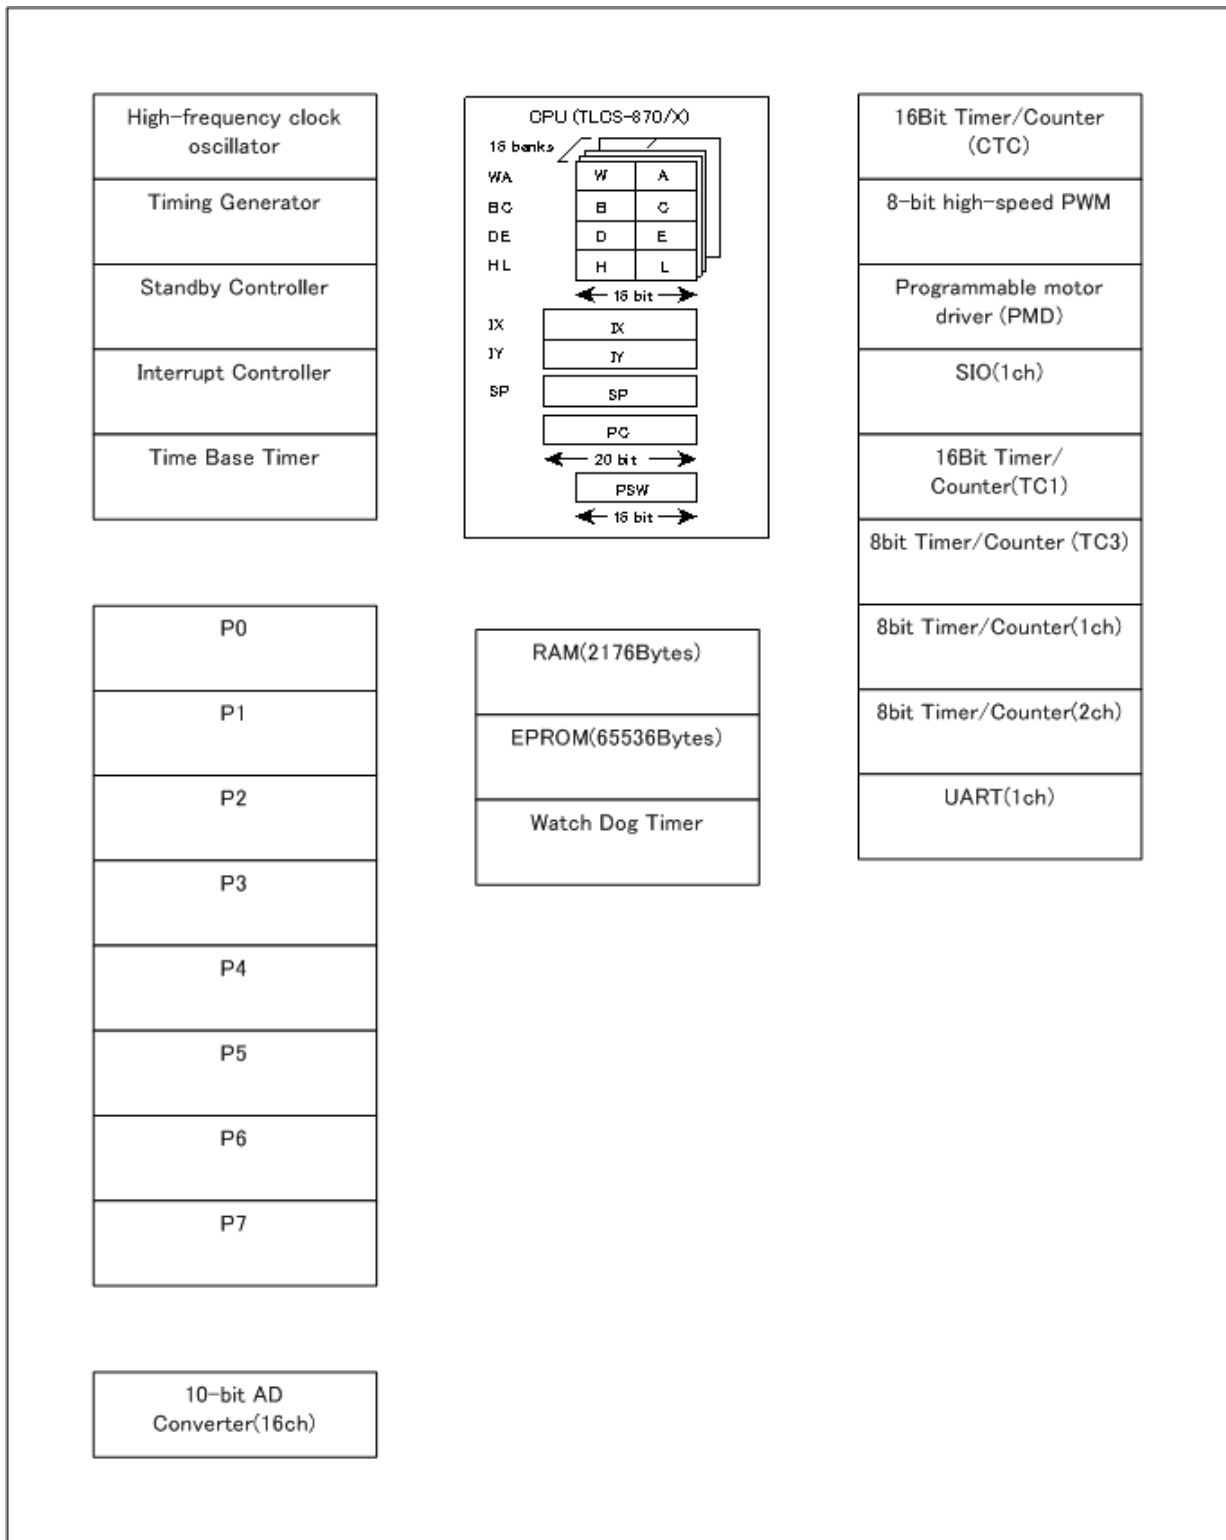 High-frequency clock
oscillator
Timing Generator
Standby Controller
Interrupt Controller
Time Base Timer
P0
P1
P2
P3
P4
P5
P6
P7
10-bit AD
Converter(16ch)
CPU (TLCS-870/X)
16 banks
WA
W
A
BC
B
C
DE
D
E
HL
H
L
16 bit
IX
IX
IY
IY
SP
SP
PC
20 bit
PSW
16 bit
RAM(2176Bytes)
EPROM(65536Bytes)
Watch Dog Timer
16Bit Timer/Counter
(CTC)
8-bit high-speed PWM
Programmable motor
driver (PMD)
SIO(1ch)
16Bit Timer/
Counter(TC1)
8bit Timer/Counter (TC3)
8bit Timer/Counter(1ch)
8bit Timer/Counter(2ch)
UART(1ch)